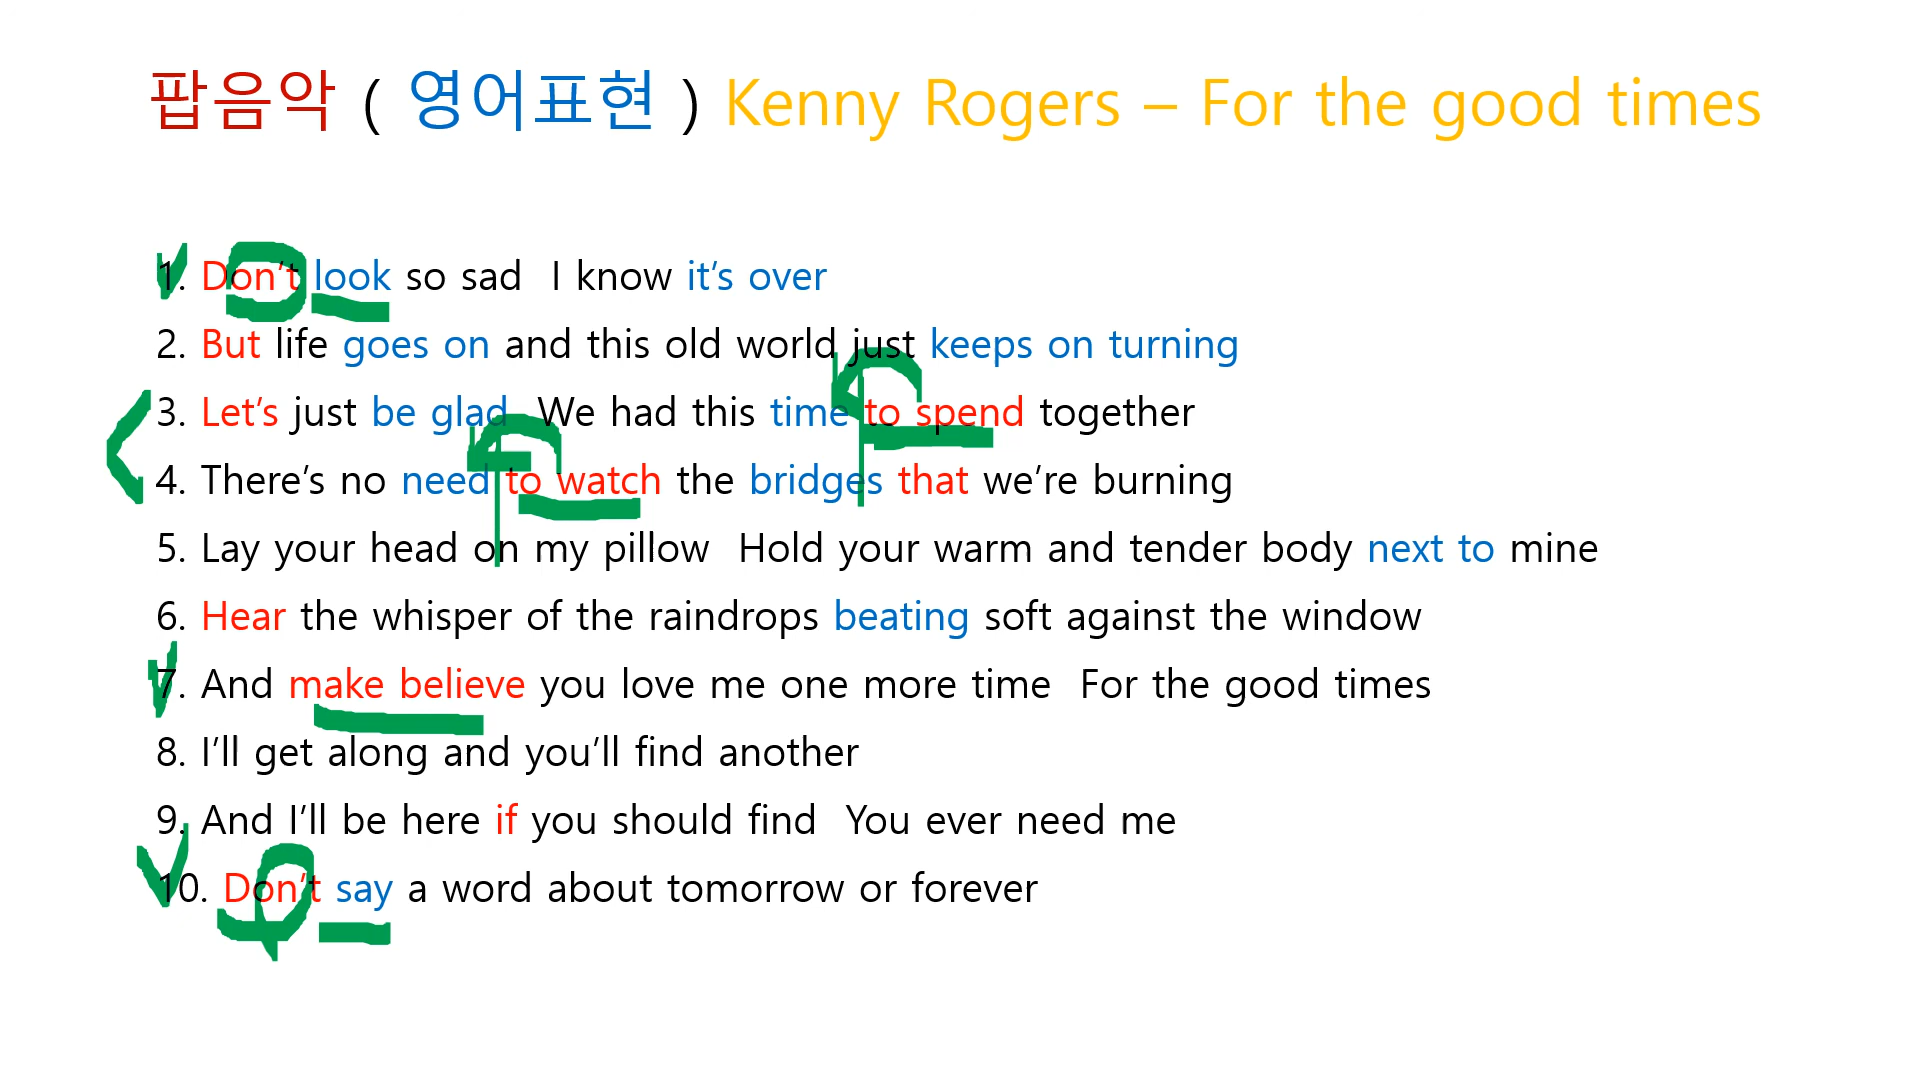 팝음악 ( 영어표현 ) Kenny Rogers – For the good times
1. Don't look so sad  I know it's over
2. But life goes on and this old world just keeps on turning
3. Let's just be glad  We had this time to spend together
4. There's no need to watch the bridges that we're burning
5. Lay your head on my pillow  Hold your warm and tender body next to mine
6. Hear the whisper of the raindrops beating soft against the window
7. And make believe you love me one more time  For the good times
8. I'll get along and you'll find another
9. And I'll be here if you should find  You ever need me
10. Don't say a word about tomorrow or forever